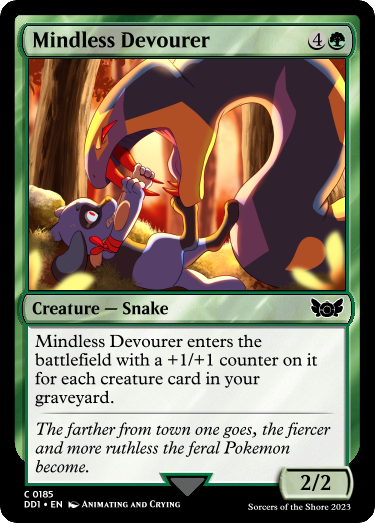 Mindless Devourer 4
Creature — Snake
Mindless Devourer enters the
battlefield with a +1/+1 counter on it
for each creature card in your
graveyard.
The farther from town one goes, the fiercer
and more ruthless the feral Pokemon
become.
2/2
C 0185
DD1 • EN Animating and Crying
Sorcers of the Shore 2023